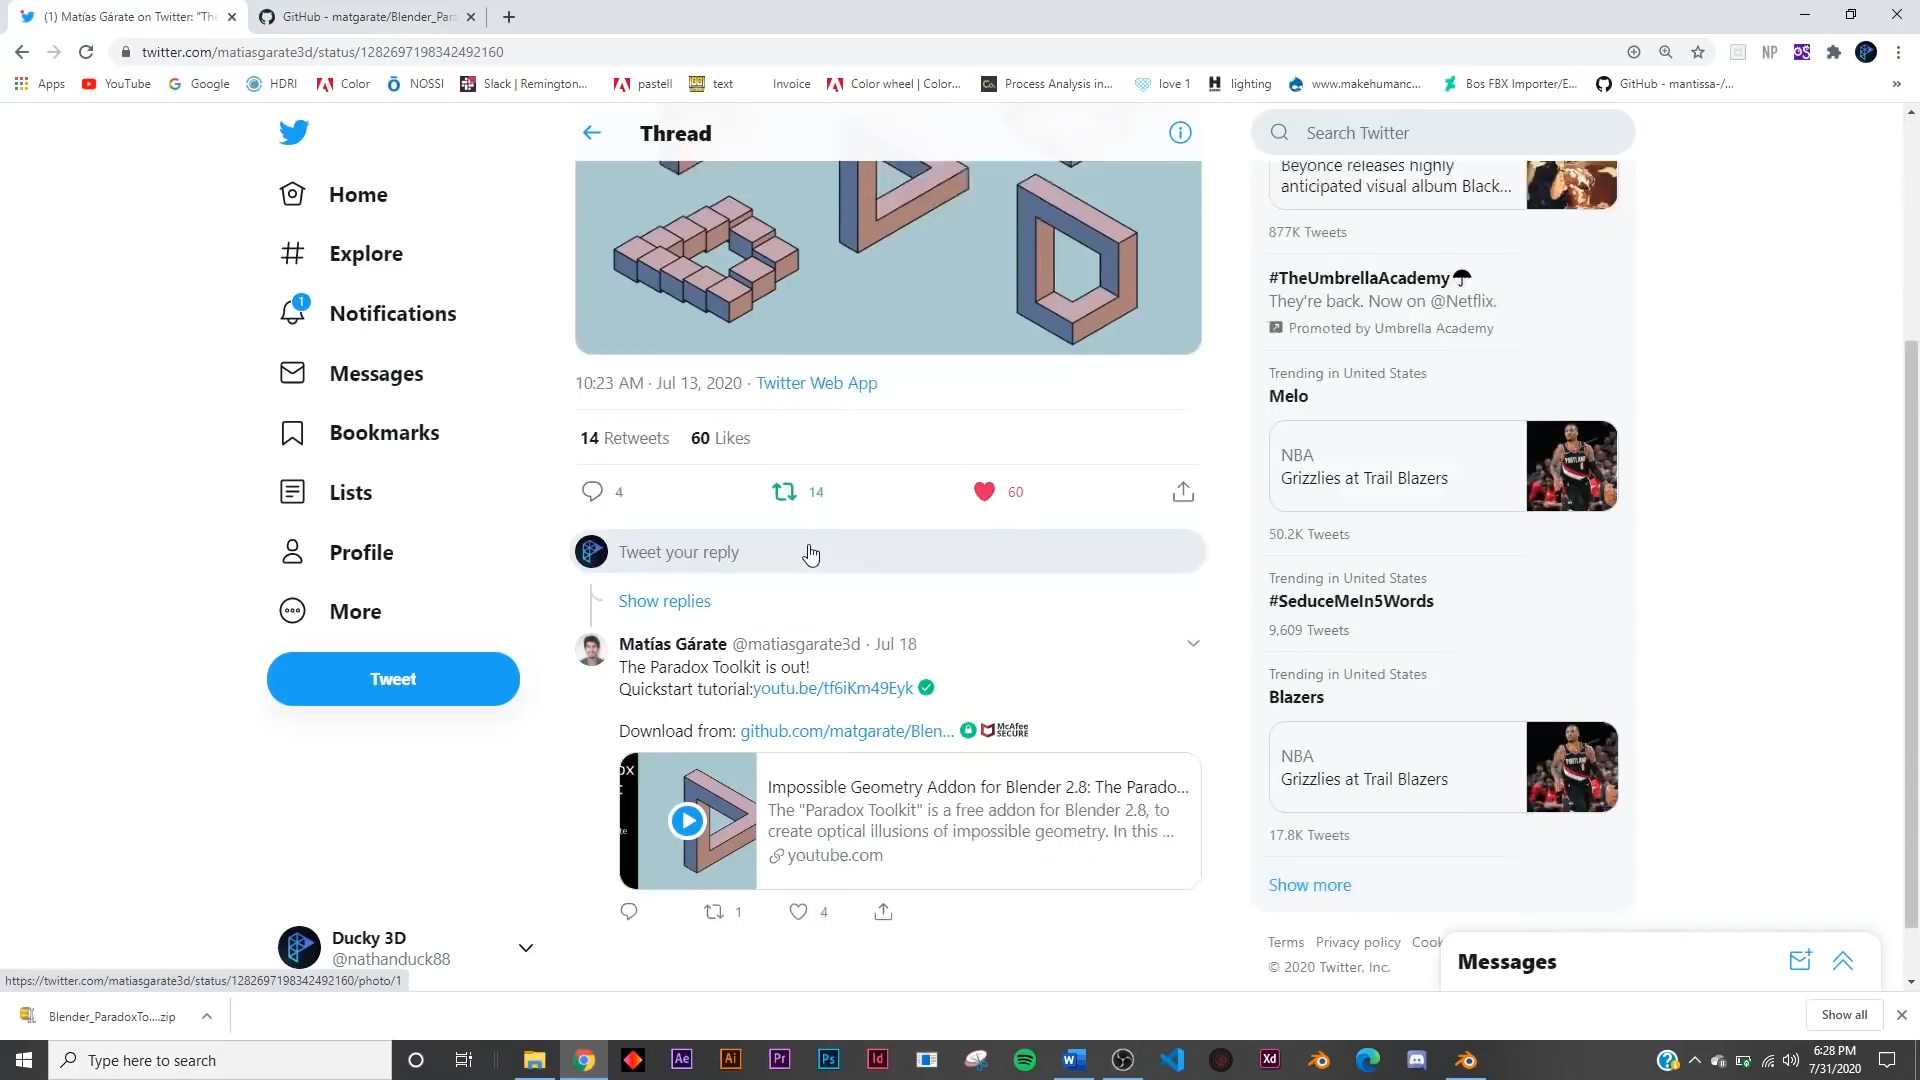 (1) Matías Gárate on Twitter: "The
GitHub - matgarate/Blender_Para
twitter.com/matiasgarate3d/status/1282697198342492160
NP
Apps
YouTube
Google
HDRI
Color
NOSSI
Slack | Remington...
pastell
text
Invoice
Color wheel | Color...
Process Analysis in...
love 1
lighting
www.makehumanc...
Bos FBX Importer/E...
GitHub - mantissa-/...
»
Home
Explore
1
Notifications
Messages
Bookmarks
Lists
Profile
More
Tweet
Ducky 3D
@nathanduck88
Thread
10:23 AM · Jul 13, 2020 · Twitter Web App
14 Retweets 60 Likes
4
14
60
Tweet your reply
Show replies
Matías Gárate @matiasgarate3d · Jul 18
The Paradox Toolkit is out!
Quickstart tutorial:youtu.be/tf6iKm49Eyk
Download from: github.com/matgarate/Blen...
McAfee
SECURE
Impossible Geometry Addon for Blender 2.8: The Parado...
The "Paradox Toolkit" is a free addon for Blender 2.8, to
create optical illusions of impossible geometry. In this ...
youtube.com
1
4
Search Twitter
Beyoncé releases highly
anticipated visual album Black...
877K Tweets
#TheUmbrellaAcademy
They're back. Now on @Netflix.
Promoted by Umbrella Academy
Trending in United States
Melo
NBA
Grizzlies at Trail Blazers
50.2K Tweets
Trending in United States
#SeduceMeIn5Words
9,609 Tweets
Trending in United States
Blazers
NBA
Grizzlies at Trail Blazers
17.8K Tweets
Show more
Terms Privacy policy Cook
© 2020 Twitter, Inc.
Messages
https://twitter.com/matiasgarate3d/status/1282697198342492160/photo/1
Blender_ParadoxTo....zip
Show all
Type here to search
Ae
Ai
Pr
Ps
Id
Xd
6:28 PM
7/31/2020